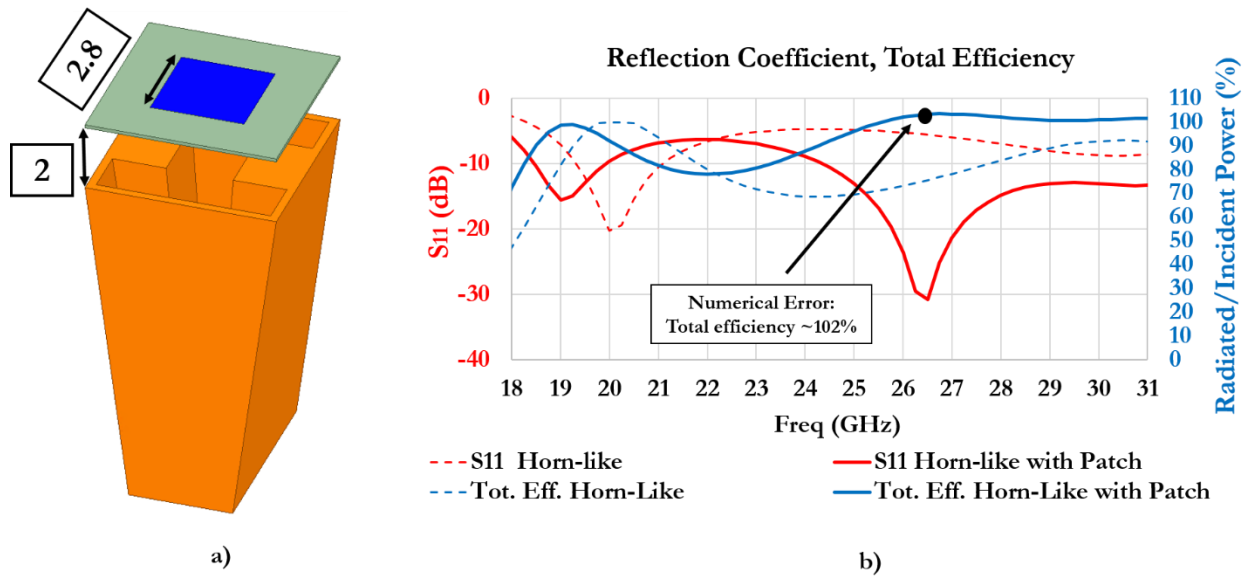 2.8
2
a)
Reflection Coefficient, Total Efficiency
S11 (dB)
0
-10
-20
-30
-40
Radiated/Incident Power (%)
110
100
90
80
70
60
50
40
30
20
10
0
Numerical Error:
Total efficiency ~102%
18 19 20 21 22 23 24 25 26 27 28 29 30 31
Freq (GHz)
S11 Horn-like
S11 Horn-like with Patch
Tot. Eff. Horn-Like
Tot. Eff. Horn-Like with Patch
b)